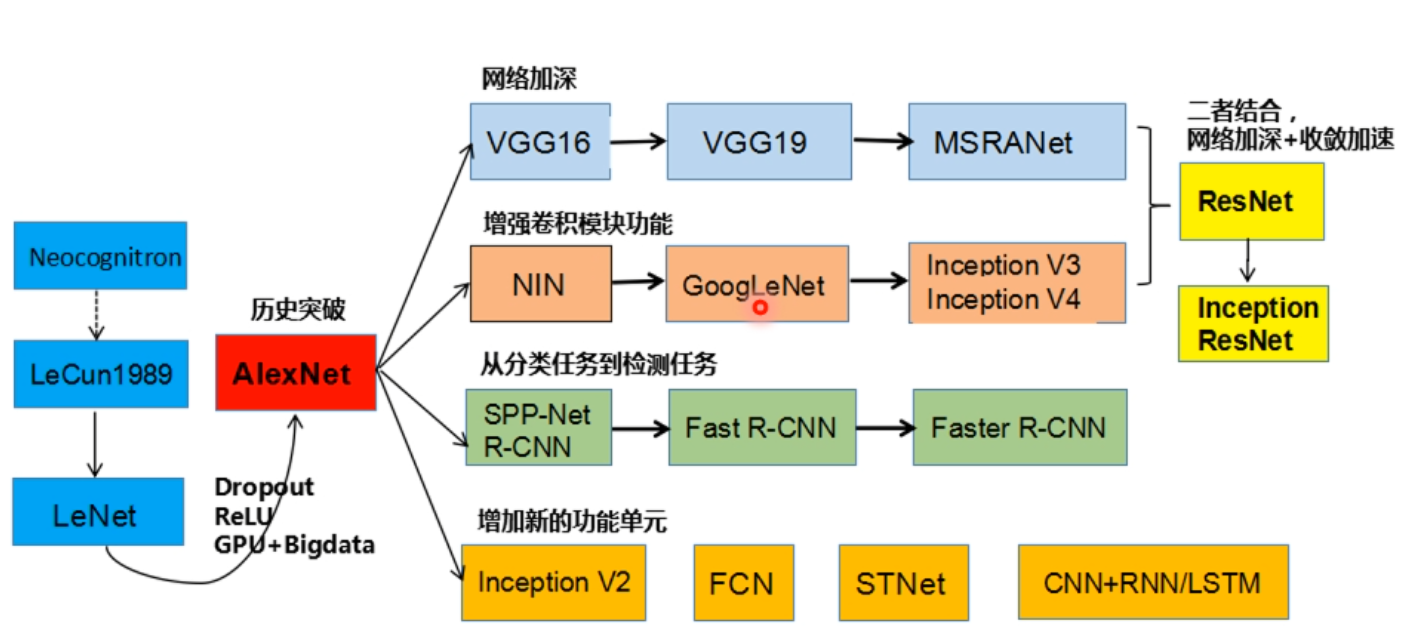 网络加深
VGG16
VGG19
MSRANet
二者结合，
网络加深+收敛加速
ResNet
Inception
ResNet
增强卷积模块功能
NIN
GoogLeNet
Inception V3
Inception V4
Neocognitron
LeCun1989
LeNet
历史突破
AlexNet
Dropout
ReLU
GPU+Bigdata
从分类任务到检测任务
SPP-Net
R-CNN
Fast R-CNN
Faster R-CNN
增加新的功能单元
Inception V2
FCN
STNet
CNN+RNN/LSTM